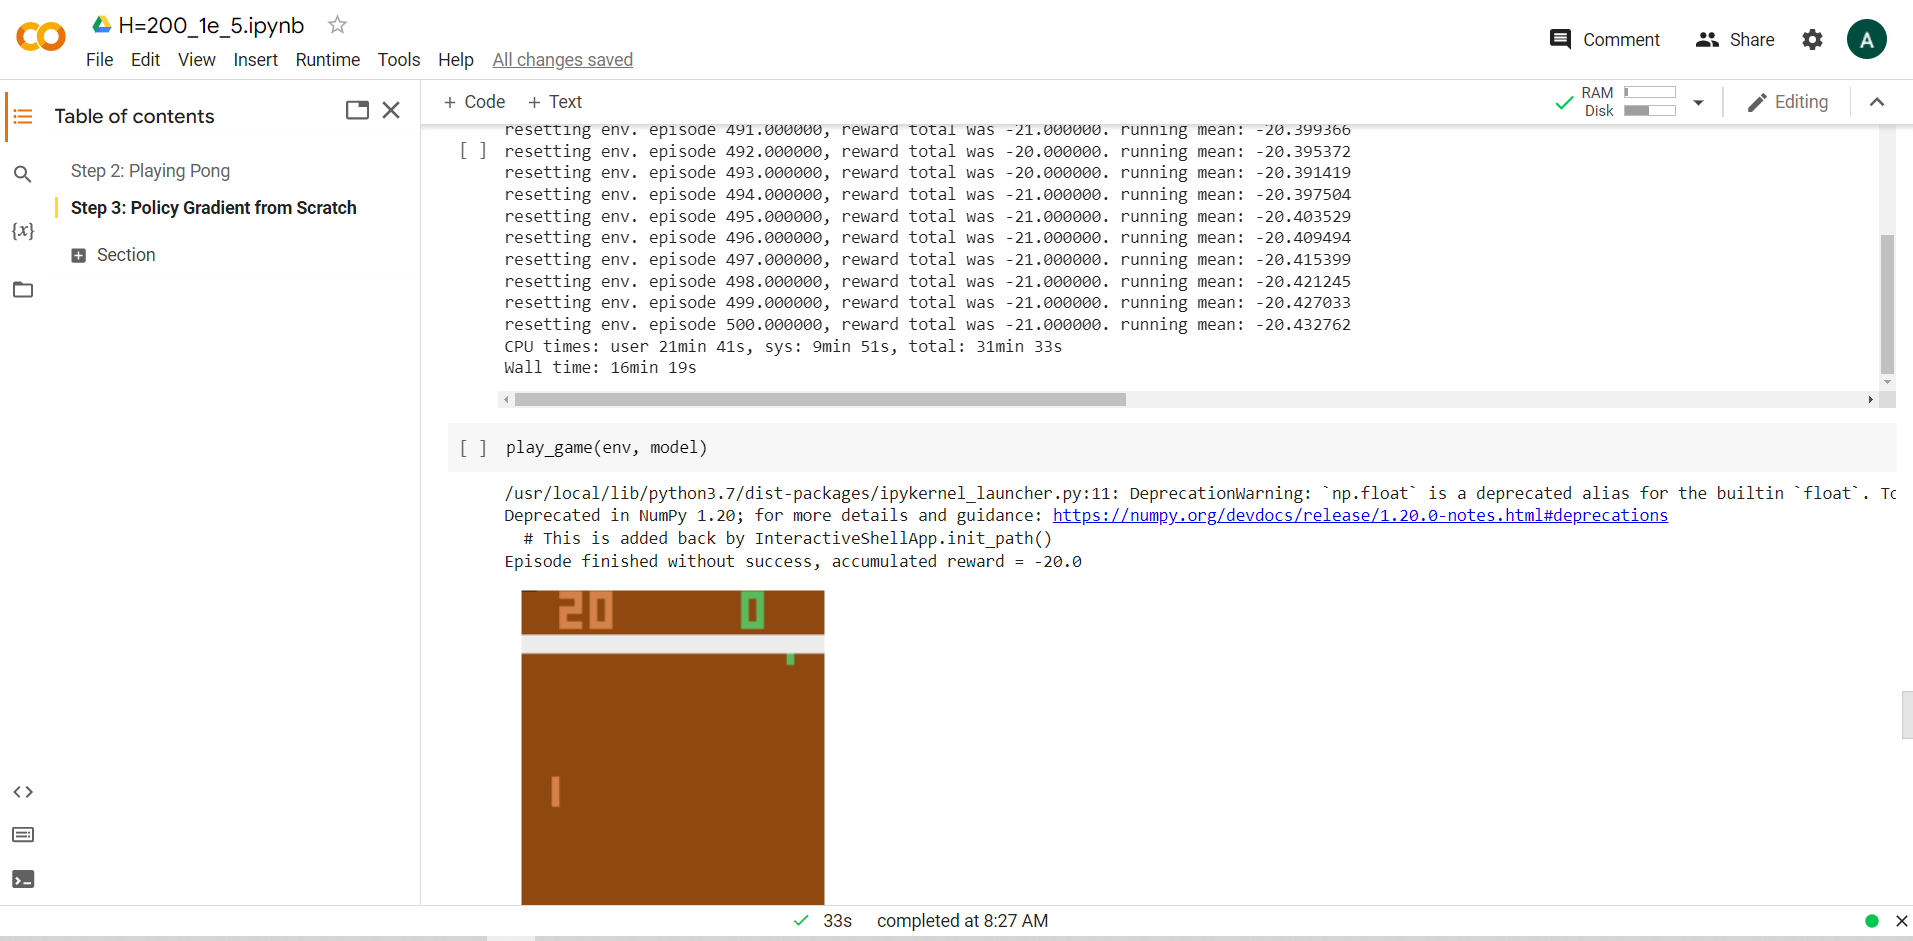 H=200_1e_5.ipynb
File Edit View Insert Runtime Tools Help All changes saved
Comment Share A
Table of contents
Step 2: Playing Pong
Step 3: Policy Gradient from Scratch
Section
{x}
+ Code + Text
RAM
Disk
Editing
resetting env. episode 491.000000, reward total was -21.000000. running mean: -20.399366
[ ] resetting env. episode 492.000000, reward total was -20.000000. running mean: -20.395372
resetting env. episode 493.000000, reward total was -20.000000. running mean: -20.391419
resetting env. episode 494.000000, reward total was -21.000000. running mean: -20.397504
resetting env. episode 495.000000, reward total was -21.000000. running mean: -20.403529
resetting env. episode 496.000000, reward total was -21.000000. running mean: -20.409494
resetting env. episode 497.000000, reward total was -21.000000. running mean: -20.415399
resetting env. episode 498.000000, reward total was -21.000000. running mean: -20.421245
resetting env. episode 499.000000, reward total was -21.000000. running mean: -20.427033
resetting env. episode 500.000000, reward total was -21.000000. running mean: -20.432762
CPU times: user 21min 41s, sys: 9min 51s, total: 31min 33s
Wall time: 16min 19s
[ ] play_game(env, model)
/usr/local/lib/python3.7/dist-packages/ipykernel_launcher.py:11: DeprecationWarning: `np.float` is a deprecated alias for the builtin `float`. To
Deprecated in NumPy 1.20; for more details and guidance: https://numpy.org/devdocs/release/1.20.0-notes.html#deprecations
# This is added back by InteractiveShellApp.init_path()
Episode finished without success, accumulated reward = -20.0
20 0
33s completed at 8:27 AM